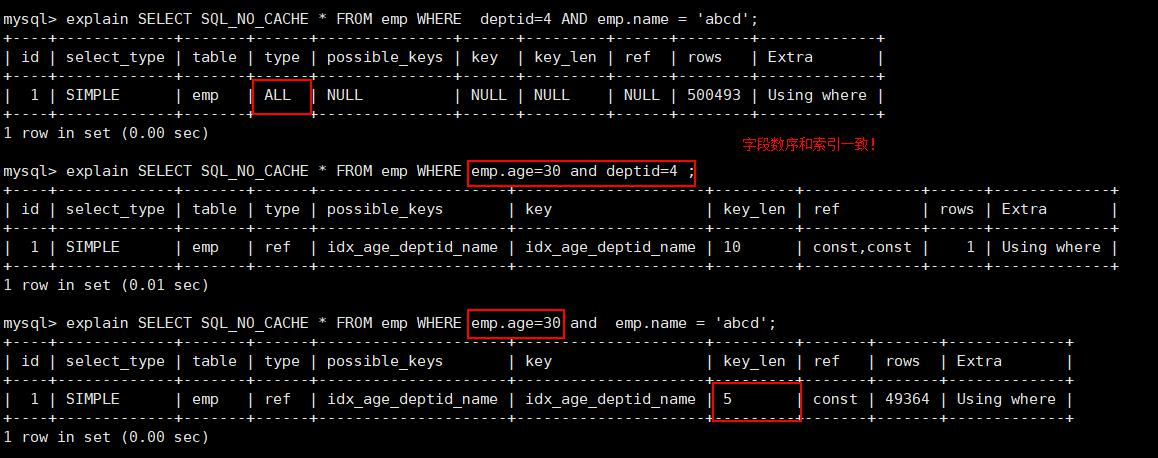 mysql> explain SELECT SQL_NO_CACHE * FROM emp WHERE  deptid=4 AND emp.name = 'abcd';
+----+-------------+-------+------+---------------+------+---------+------+--------+-------------+
| id | select_type | table | type | possible_keys | key  | key_len | ref  | rows   | Extra       |
+----+-------------+-------+------+---------------+------+---------+------+--------+-------------+
|  1 | SIMPLE      | emp   | ALL  | NULL          | NULL | NULL    | NULL | 500493 | Using where |
+----+-------------+-------+------+---------------+------+---------+------+--------+-------------+
1 row in set (0.00 sec)
字段数序和索引一致!
mysql> explain SELECT SQL_NO_CACHE * FROM emp WHERE emp.age=30 and deptid=4 ;
+----+-------------+-------+------+---------------------+---------------------+---------+-------------+------+-------------+
| id | select_type | table | type | possible_keys       | key                 | key_len | ref         | rows | Extra       |
+----+-------------+-------+------+---------------------+---------------------+---------+-------------+------+-------------+
|  1 | SIMPLE      | emp   | ref  | idx_age_deptid_name | idx_age_deptid_name | 10      | const,const |    1 | Using where |
+----+-------------+-------+------+---------------------+---------------------+---------+-------------+------+-------------+
1 row in set (0.01 sec)
mysql> explain SELECT SQL_NO_CACHE * FROM emp WHERE emp.age=30 and  emp.name = 'abcd';
+----+-------------+-------+------+---------------------+---------------------+---------+-------+-------+-------------+
| id | select_type | table | type | possible_keys       | key                 | key_len | ref   | rows  | Extra       |
+----+-------------+-------+------+---------------------+---------------------+---------+-------+-------+-------------+
|  1 | SIMPLE      | emp   | ref  | idx_age_deptid_name | idx_age_deptid_name | 5       | const | 49364 | Using where |
+----+-------------+-------+------+---------------------+---------------------+---------+-------+-------+-------------+
1 row in set (0.00 sec)